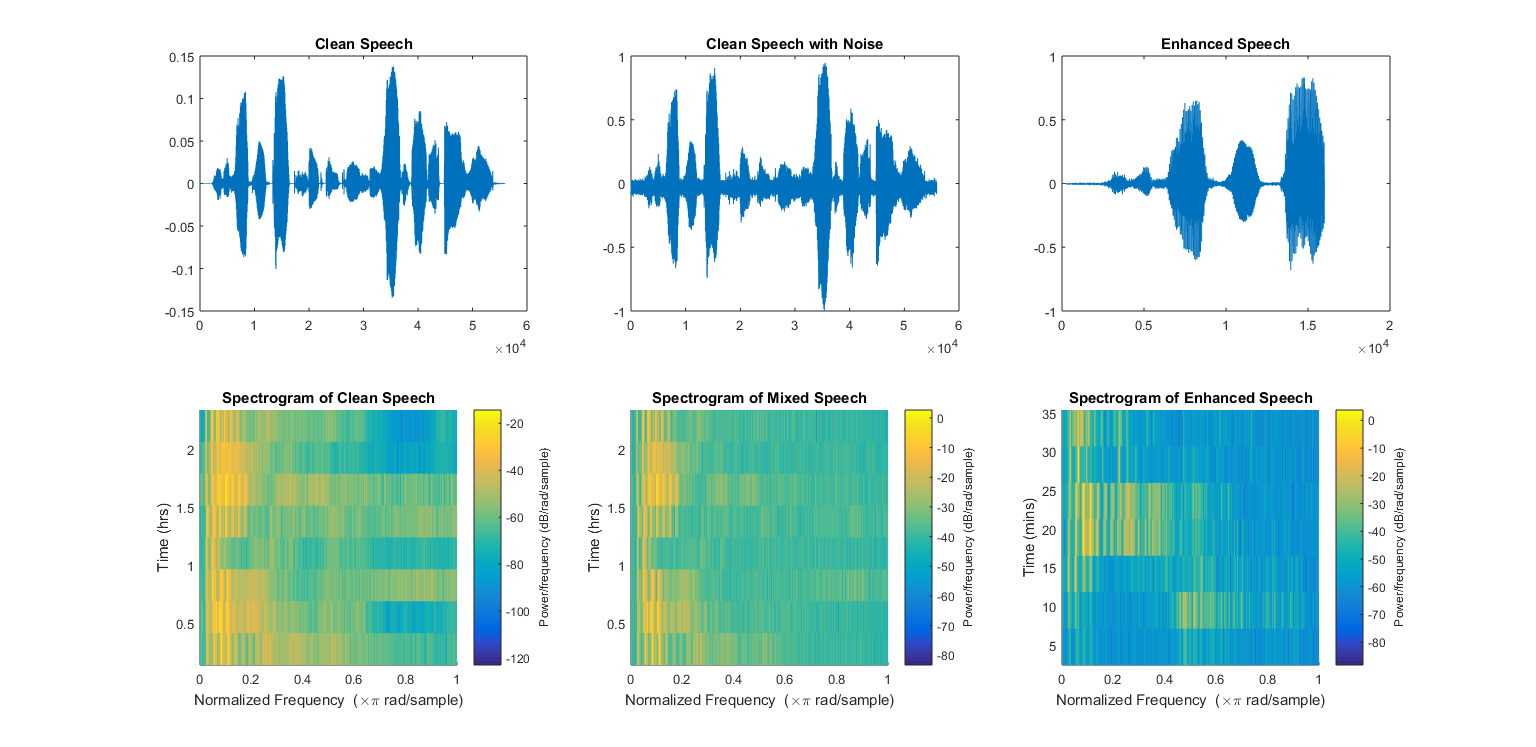 Clean Speech
0.15
0.1
0.05
0
-0.05
-0.1
-0.15
0 1 2 3 4 5 6
×10^4
Clean Speech with Noise
1
0.5
0
-0.5
-1
0 1 2 3 4 5 6
×10^4
Enhanced Speech
1
0.5
0
-0.5
-1
0 0.5 1 1.5 2
×10^4
Spectrogram of Clean Speech
Time (hrs)
2
1.5
1
0.5
0 0.2 0.4 0.6 0.8 1
Normalized Frequency (×π rad/sample)
-20
-40
-60
-80
-100
-120
Power/frequency (dB/rad/sample)
Spectrogram of Mixed Speech
Time (hrs)
2
1.5
1
0.5
0 0.2 0.4 0.6 0.8 1
Normalized Frequency (×π rad/sample)
0
-10
-20
-30
-40
-50
-60
-70
-80
Power/frequency (dB/rad/sample)
Spectrogram of Enhanced Speech
Time (mins)
35
30
25
20
15
10
5
0 0.2 0.4 0.6 0.8 1
Normalized Frequency (×π rad/sample)
0
-10
-20
-30
-40
-50
-60
-70
-80
Power/frequency (dB/rad/sample)